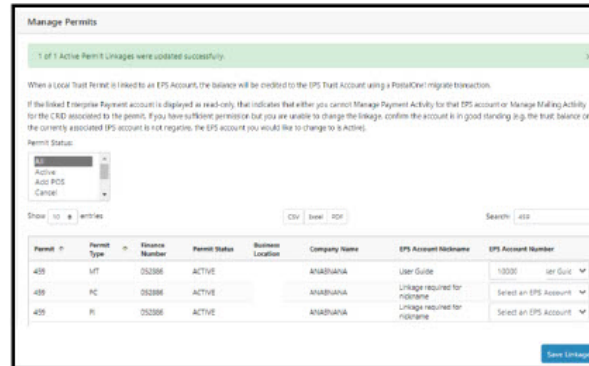 Manage Permits
1 of 1 Active Permit Linkages were updated successfully.
When a Local Trust Permit is linked to an EPS Account, the balance will be credited to the EPS Trust Account using a PostalOne! migrate transaction.
If the linked Enterprise Payment account is displayed as read-only, that indicates that either you cannot Manage Payment Activity for that EPS account or Manage Mailing Activity
for the CRID associated to the permit. If you have sufficient permission but you are unable to change the linkage, confirm the account is in good standing (e.g. the trust balance on
the currently associated EPS account is not negative, the EPS account you would like to change to is Active).
Permit Status:
All
Active
Add POS
Cancel
Show 10 entries CSV Excel PDF Search: 459
Permit Permit Type Finance Number Permit Status Business Location Company Name EPS Account Nickname EPS Account Number
459 MT 052886 ACTIVE ANABNANA User Guide 10000 ser Guic
459 PC 052886 ACTIVE ANABNANA Linkage required for nickname Select an EPS Account
459 PI 052886 ACTIVE ANABNANA Linkage required for nickname Select an EPS Account
Save Linkage